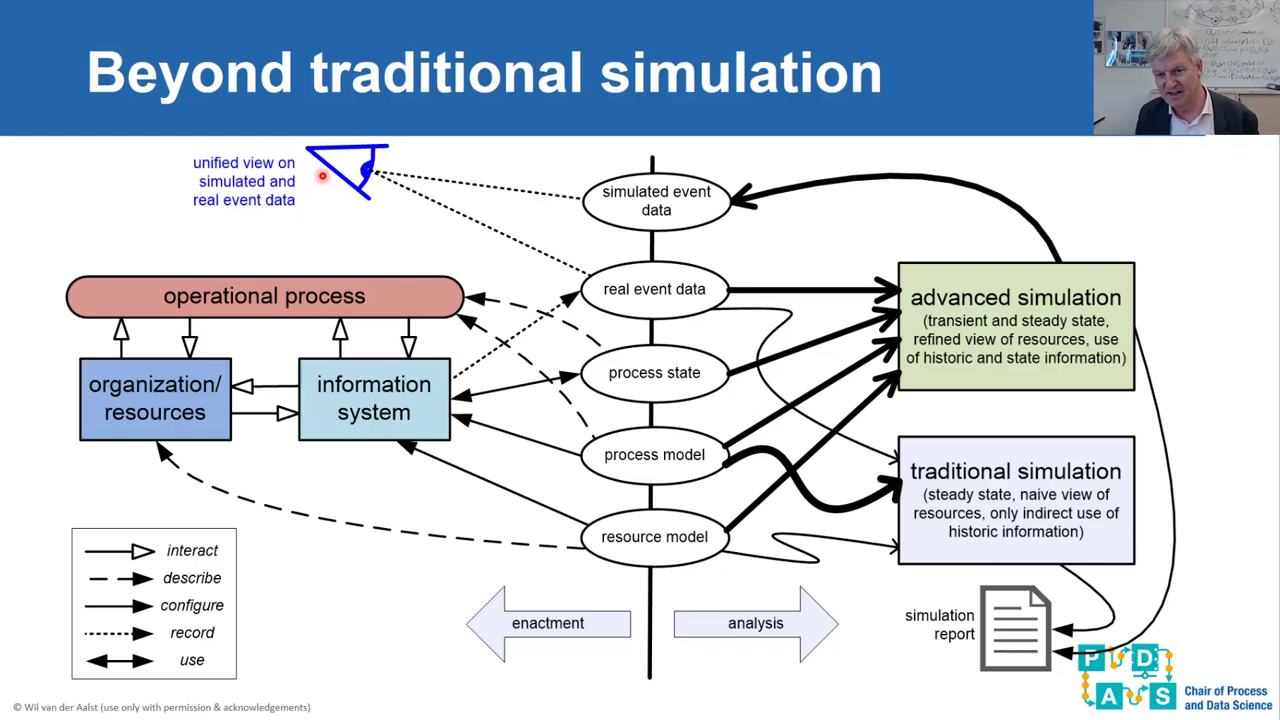 Beyond traditional simulation
unified view on
simulated and
real event data
simulated event
data
real event data
process state
process model
resource model
operational process
organization/
resources
information
system
advanced simulation
(transient and steady state,
refined view of resources, use
of historic and state information)
traditional simulation
(steady state, naive view of
resources, only indirect use of
historic information)
interact
describe
configure
record
use
enactment
analysis
simulation
report
P D
A S
Chair of Process
and Data Science
© Wil van der Aalst (use only with permission & acknowledgements)